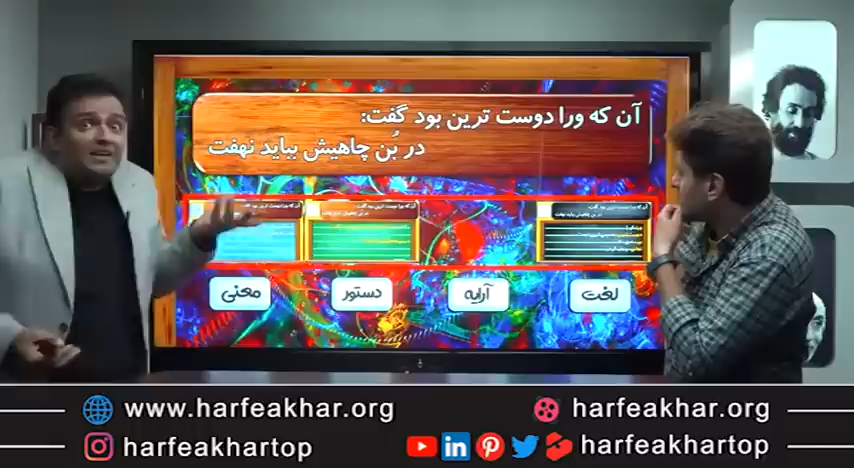 آن که ورا دوست ترین بود گفت:
در بُن چاهیش بباید نهفت
لغت
آرایه
دستور
معنی
www.harfeakhar.org
harfeakhar.org
harfeakhartop
harfeakhartop